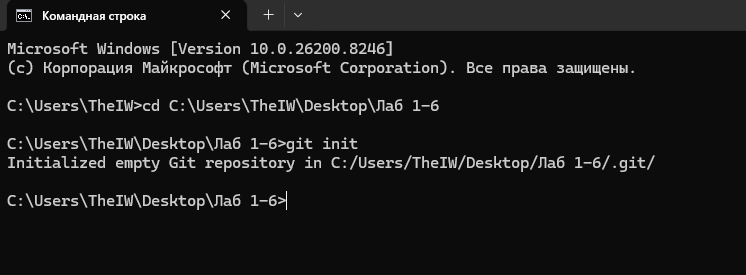 Командная строка
Microsoft Windows [Version 10.0.26200.8246]
(c) Корпорация Майкрософт (Microsoft Corporation). Все права защищены.
C:\Users\TheIW>cd C:\Users\TheIW\Desktop\Лаб 1-6
C:\Users\TheIW\Desktop\Лаб 1-6>git init
Initialized empty Git repository in C:/Users/TheIW/Desktop/Лаб 1-6/.git/
C:\Users\TheIW\Desktop\Лаб 1-6>